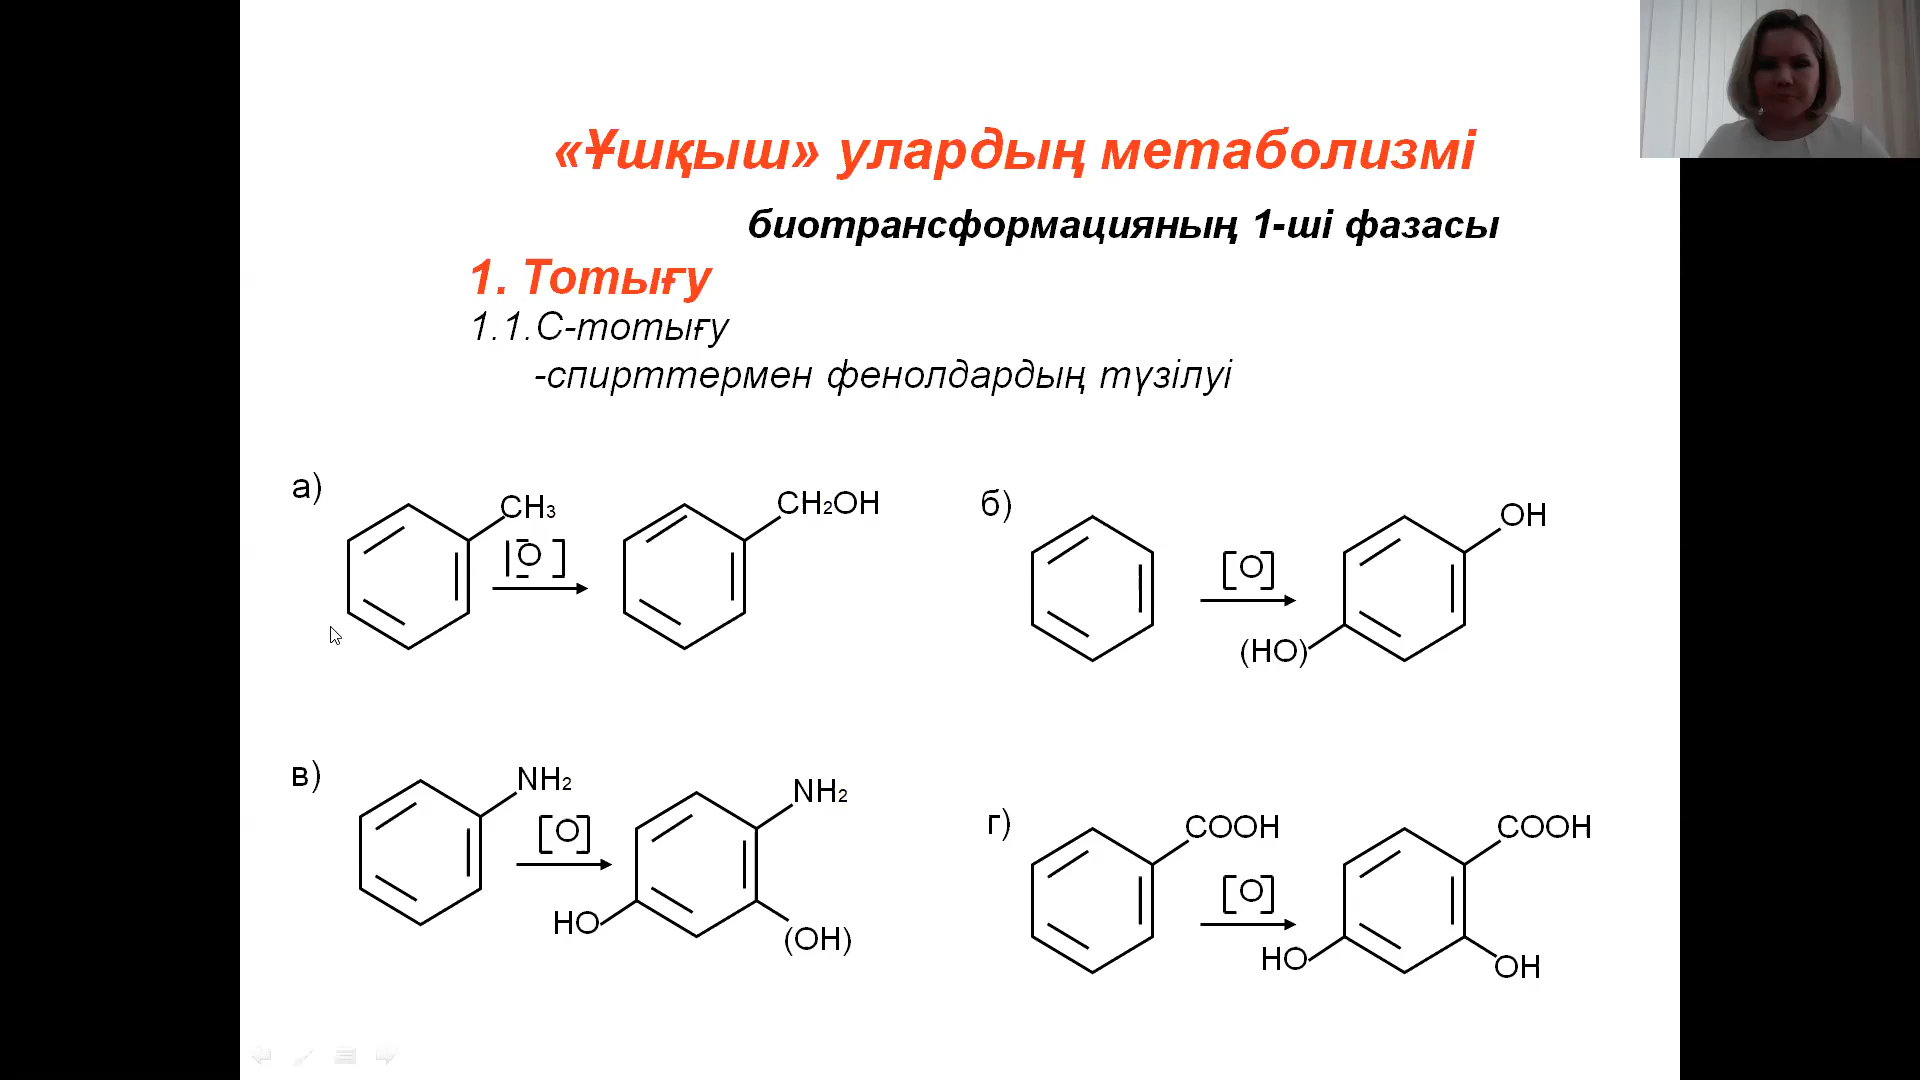 «Ұшқыш» улардың метаболизмі
биотрансформацияның 1-ші фазасы
1. Тотығу
1.1.С-тотығу
-спирттермен фенолдардың түзілуі
а)
CH3
[O]
CH2OH
б)
[O]
OH
(HO)
в)
NH2
[O]
NH2
HO
(OH)
г)
COOH
[O]
COOH
HO
OH